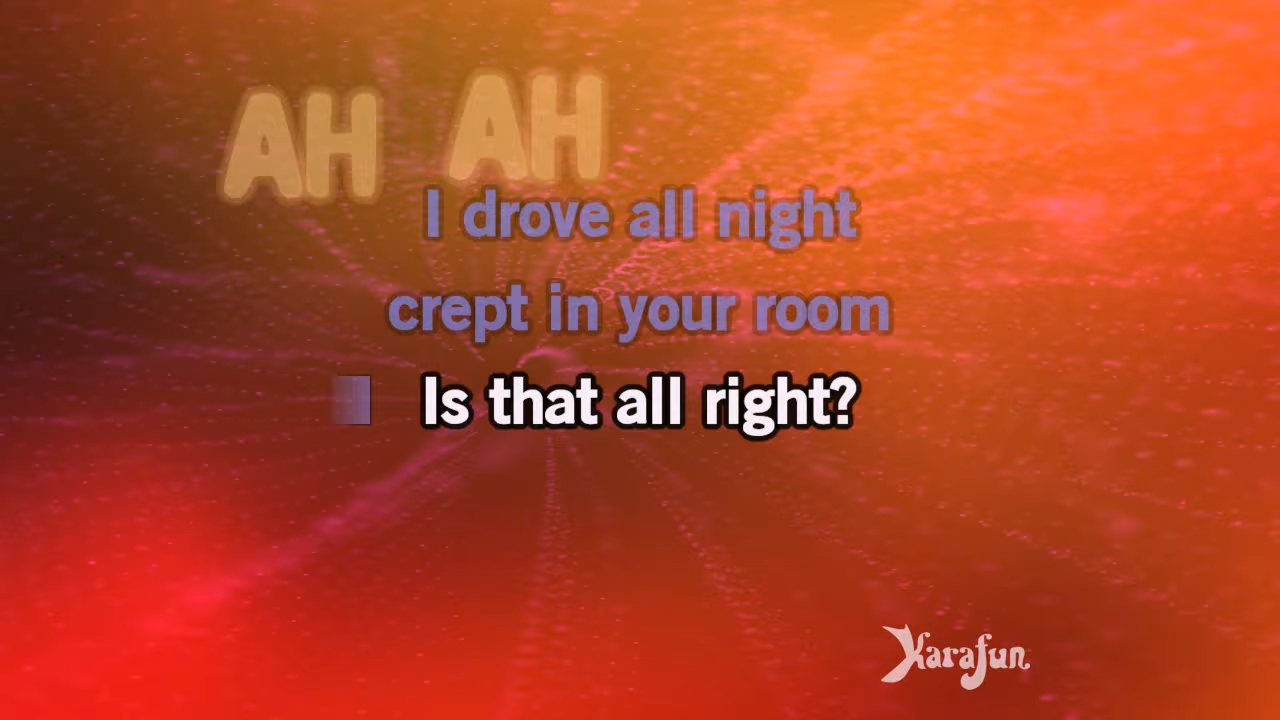 AH AH
I drove all night
crept in your room
Is that all right?
Karafun